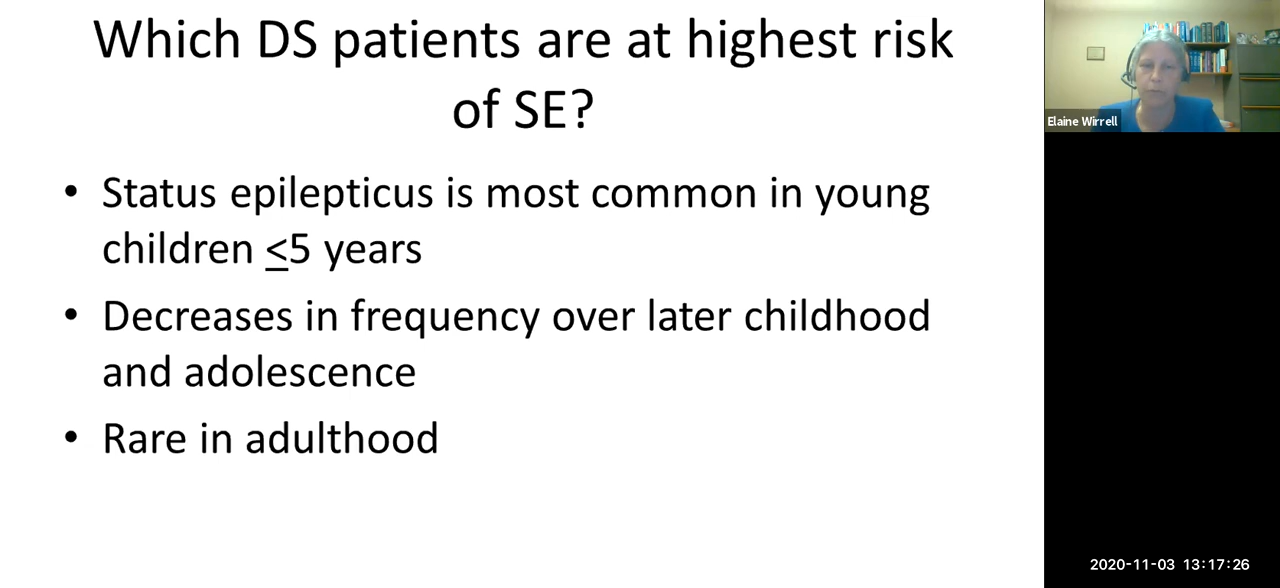 Which DS patients are at highest risk
of SE?
• Status epilepticus is most common in young
children ≤5 years
• Decreases in frequency over later childhood
and adolescence
• Rare in adulthood
Elaine Wirrell
2020-11-03 13:17:26